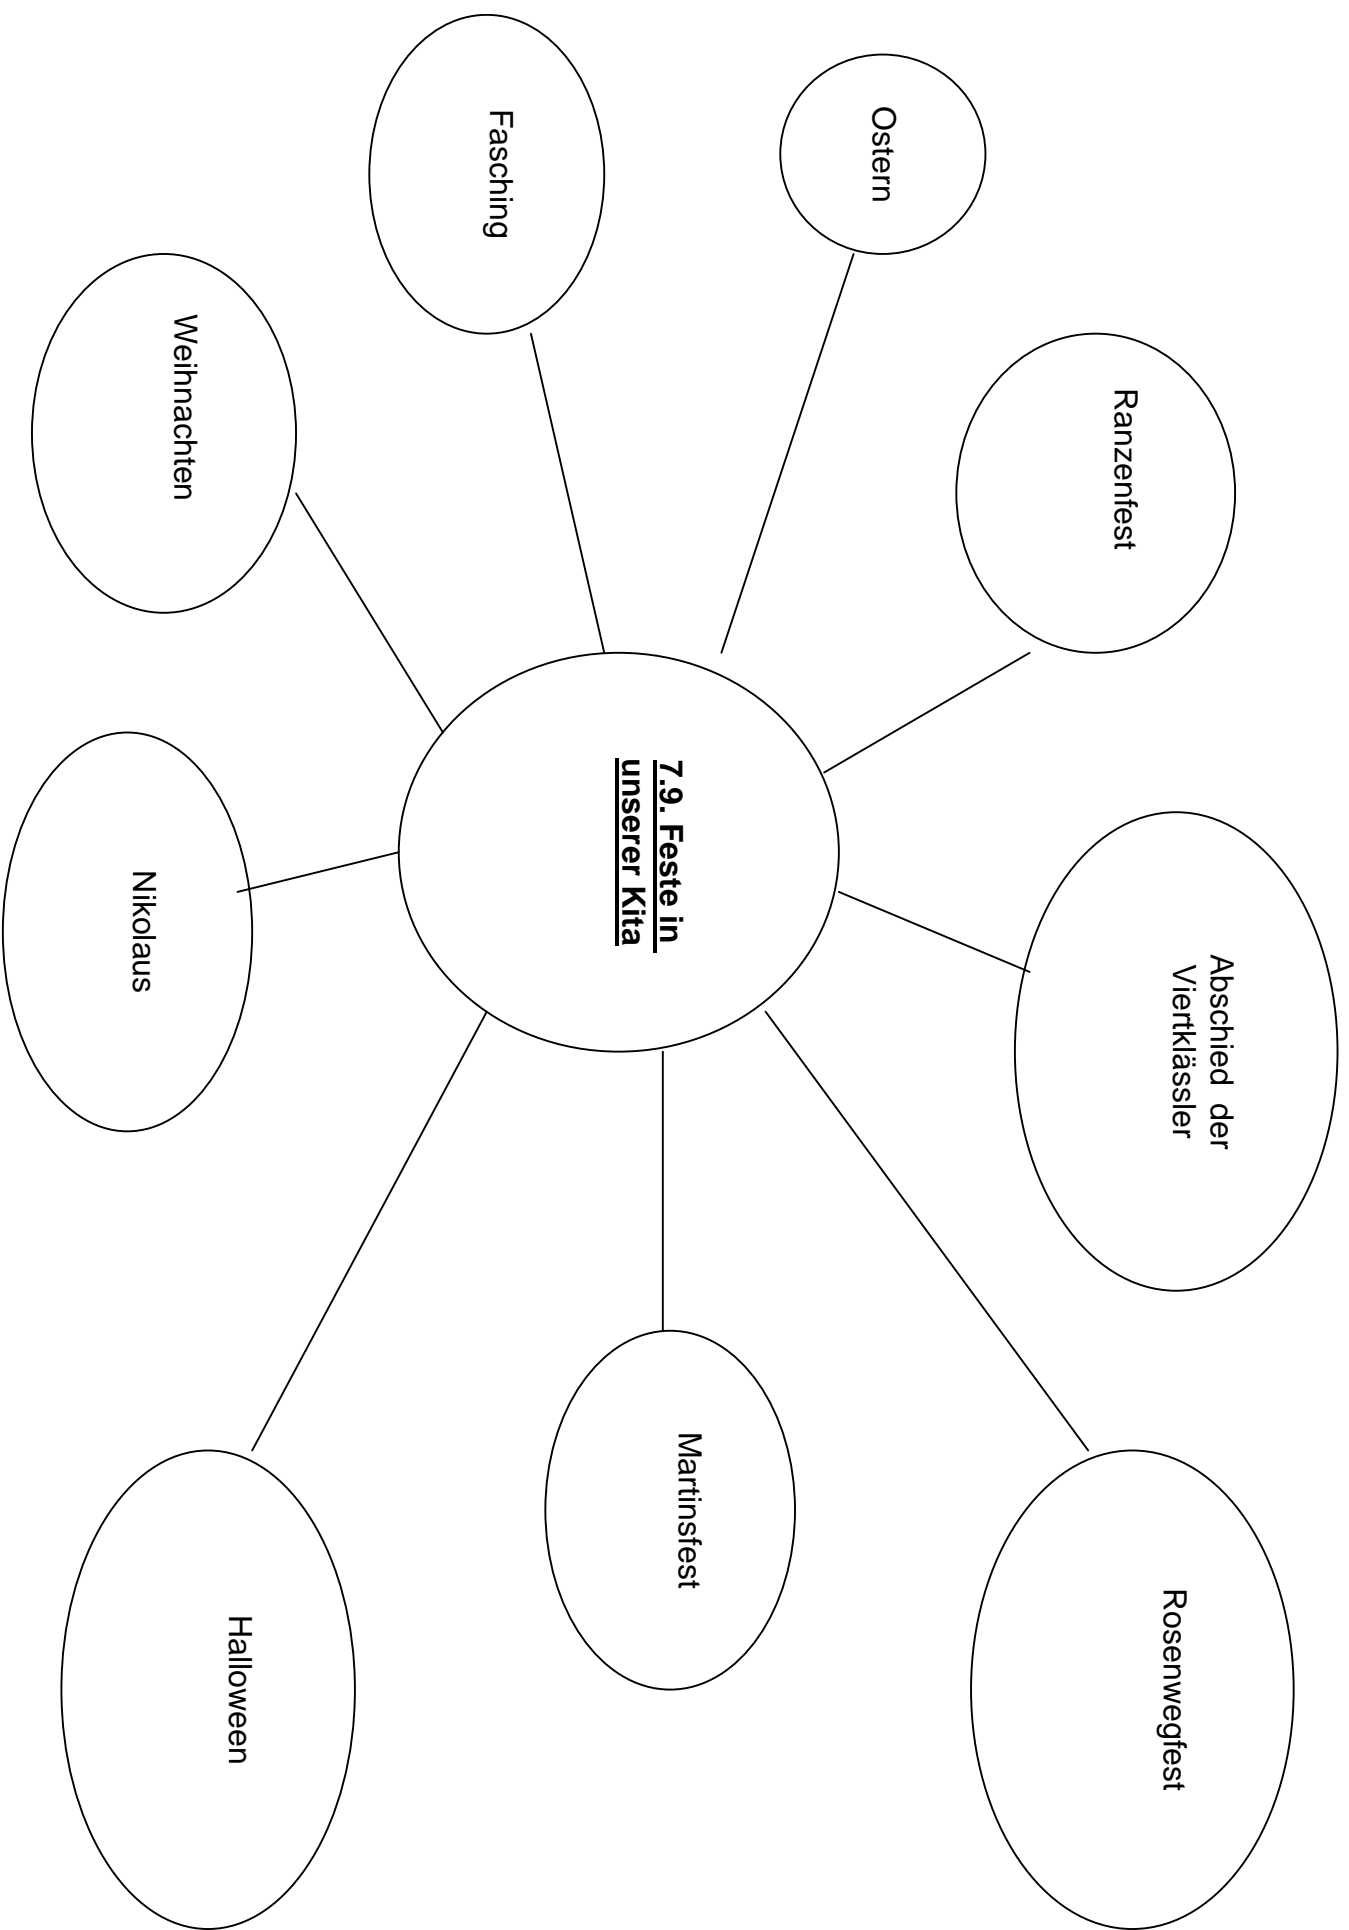 Ranzenfest
Abschied der
Viertklässler
Rosenwegfest
Ostern
7.9. Feste in
unserer Kita
Martinsfest
Fasching
Weihnachten
Nikolaus
Halloween